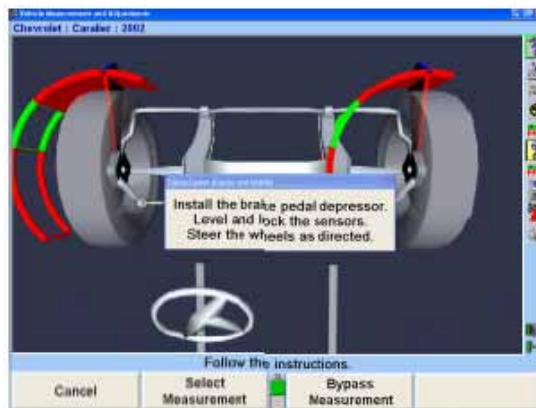 Vehicle Measurement and Adjustments
Chevrolet : Cavalier : 2002
Install the brake pedal depressor.
Level and lock the sensors.
Steer the wheels as directed.
Follow the instructions.
Cancel
Select
Measurement
Bypass
Measurement